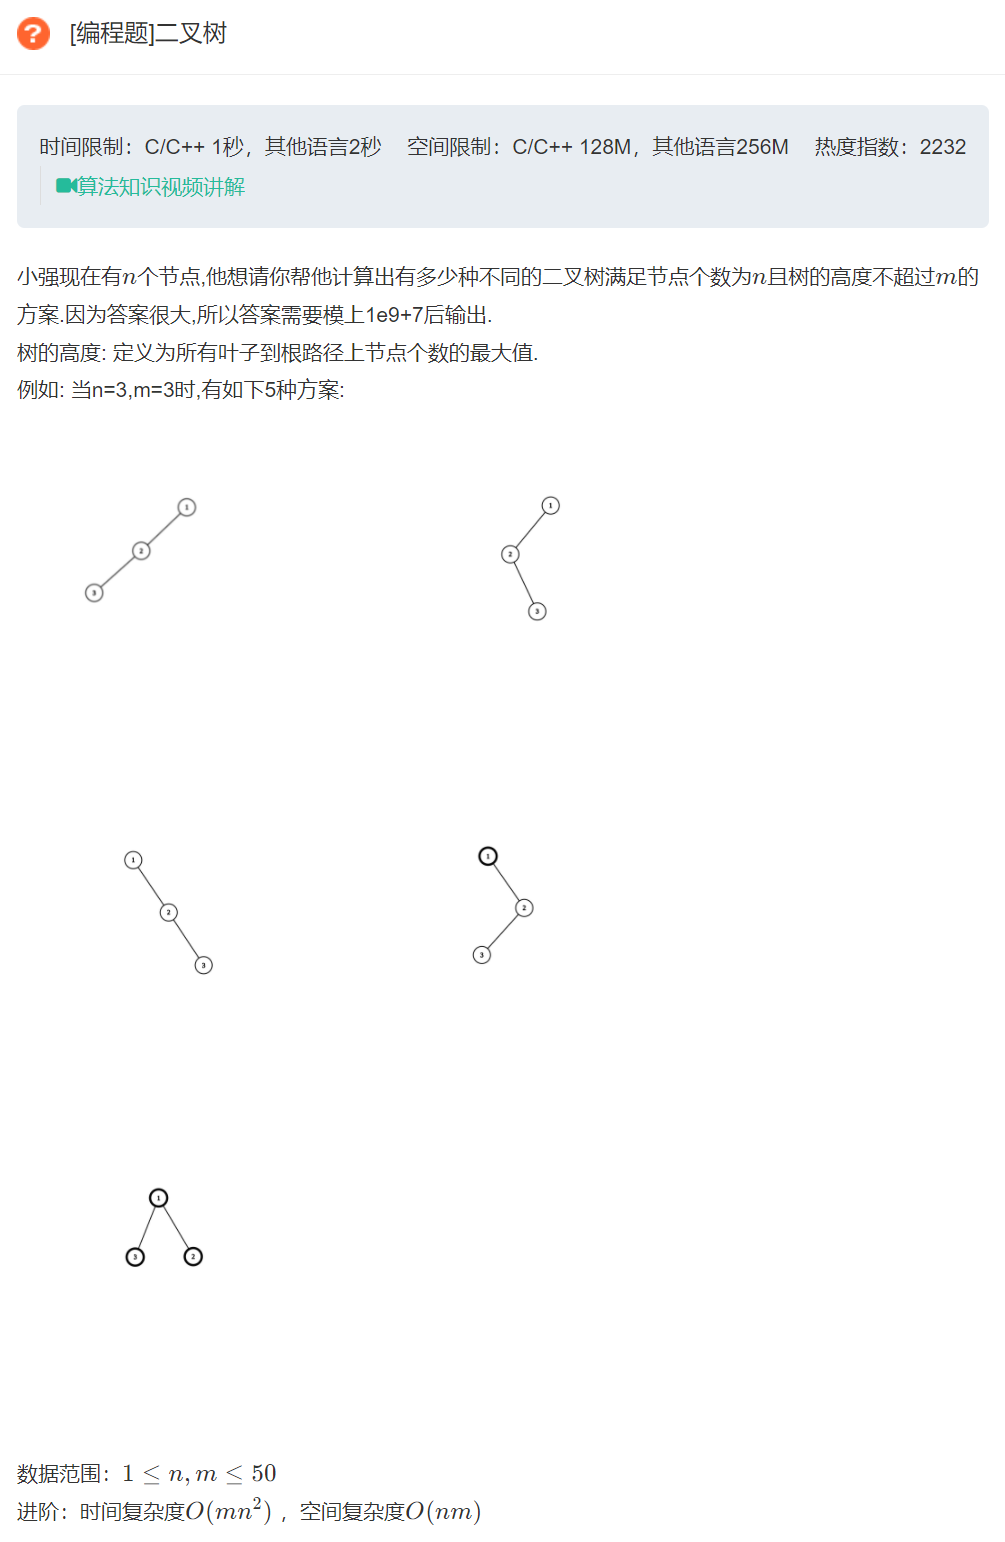 [编程题]二叉树
时间限制：C/C++ 1秒，其他语言2秒 空间限制：C/C++ 128M，其他语言256M 热度指数：2232
算法知识视频讲解
小强现在有n个节点,他想请你帮他计算出有多少种不同的二叉树满足节点个数为n且树的高度不超过m的
方案.因为答案很大,所以答案需要模上1e9+7后输出.
树的高度: 定义为所有叶子到根路径上节点个数的最大值.
例如: 当n=3,m=3时,有如下5种方案:
1
1
2
2
3
3
1
1
2
2
3
3
1
3
2
数据范围：1 ≤ n, m ≤ 50
进阶：时间复杂度O(mn²) ，空间复杂度O(nm)